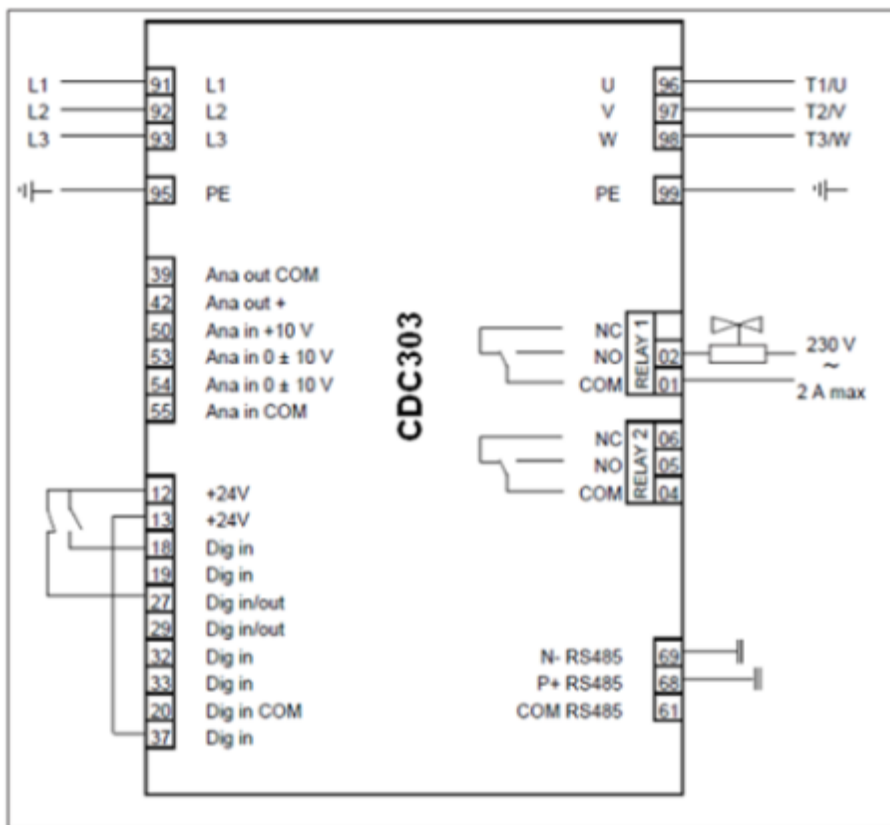 L1 91 L1 U 96 T1/U
L2 92 L2 V 97 T2/V
L3 93 L3 W 98 T3/W
95 PE PE 99
39 Ana out COM
42 Ana out +
50 Ana in +10 V
53 Ana in 0 ± 10 V
54 Ana in 0 ± 10 V
55 Ana in COM
CDC303
NC
NO 02 230 V
~
COM 01 2 A max
RELAY 1
NC 06
NO 05
COM 04
RELAY 2
12 +24V
13 +24V
18 Dig in
19 Dig in
27 Dig in/out
29 Dig in/out
32 Dig in
33 Dig in
20 Dig in COM
37 Dig in
N- RS485 69
P+ RS485 68
COM RS485 61